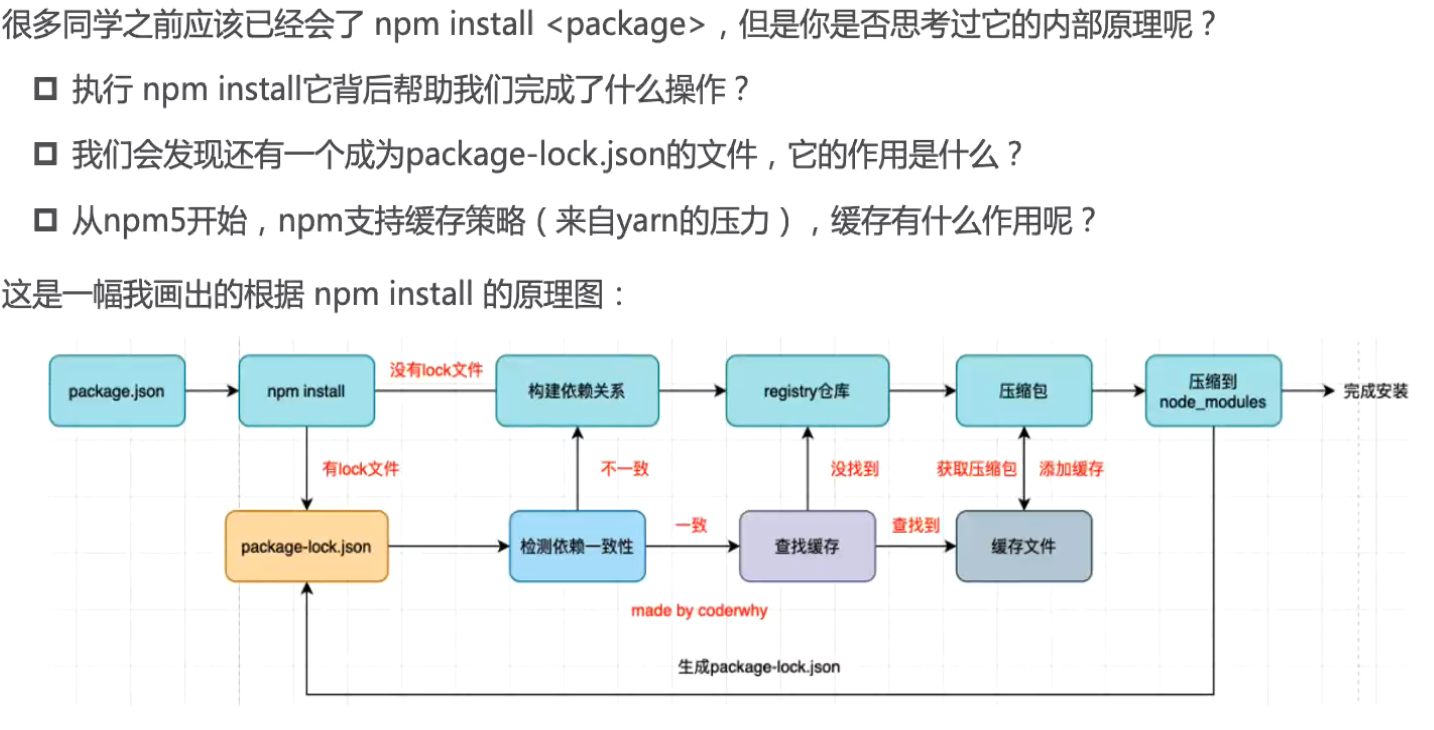 很多同学之前应该已经会了 npm install <package>，但是你是否思考过它的内部原理呢？
执行 npm install它背后帮助我们完成了什么操作？
我们会发现还有一个成为package-lock.json的文件，它的作用是什么？
从npm5开始，npm支持缓存策略（来自yarn的压力），缓存有什么作用呢？
这是一幅我画出的根据 npm install 的原理图：
package.json
npm install
没有lock文件
构建依赖关系
registry仓库
压缩包
压缩到
node_modules
完成安装
有lock文件
不一致
没找到
获取压缩包
添加缓存
package-lock.json
检测依赖一致性
一致
查找缓存
查找到
缓存文件
made by coderwhy
生成package-lock.json